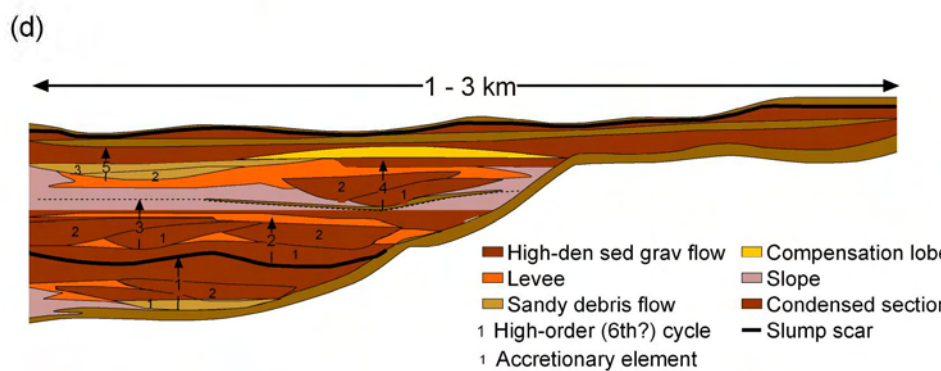 (d)
1 - 3 km
3 5 2
1
2 4 1
2 3 1 2 2
1 1
1 2
1
High-den sed grav flow Compensation lobe
Levee Slope
Sandy debris flow Condensed section
1 High-order (6th?) cycle Slump scar
1 Accretionary element